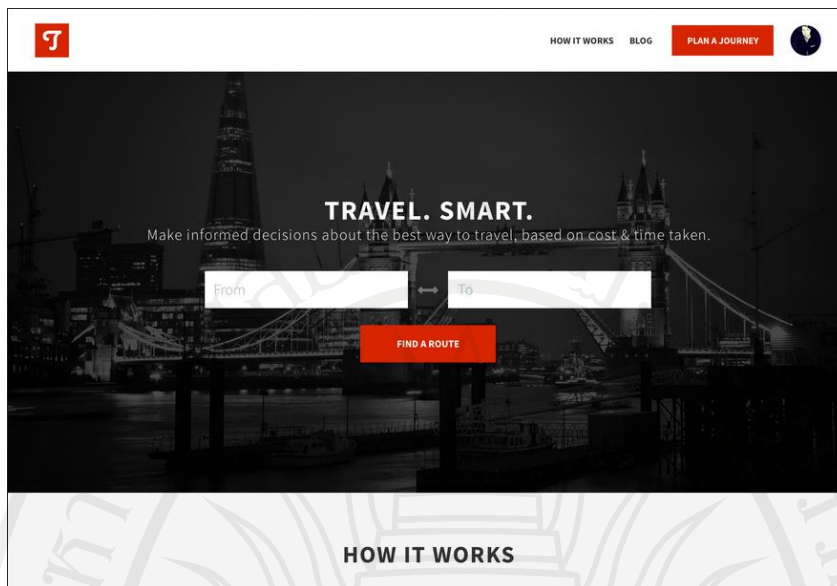 T
HOW IT WORKS BLOG PLAN A JOURNEY
TRAVEL. SMART.
Make informed decisions about the best way to travel, based on cost & time taken.
From To
FIND A ROUTE
HOW IT WORKS